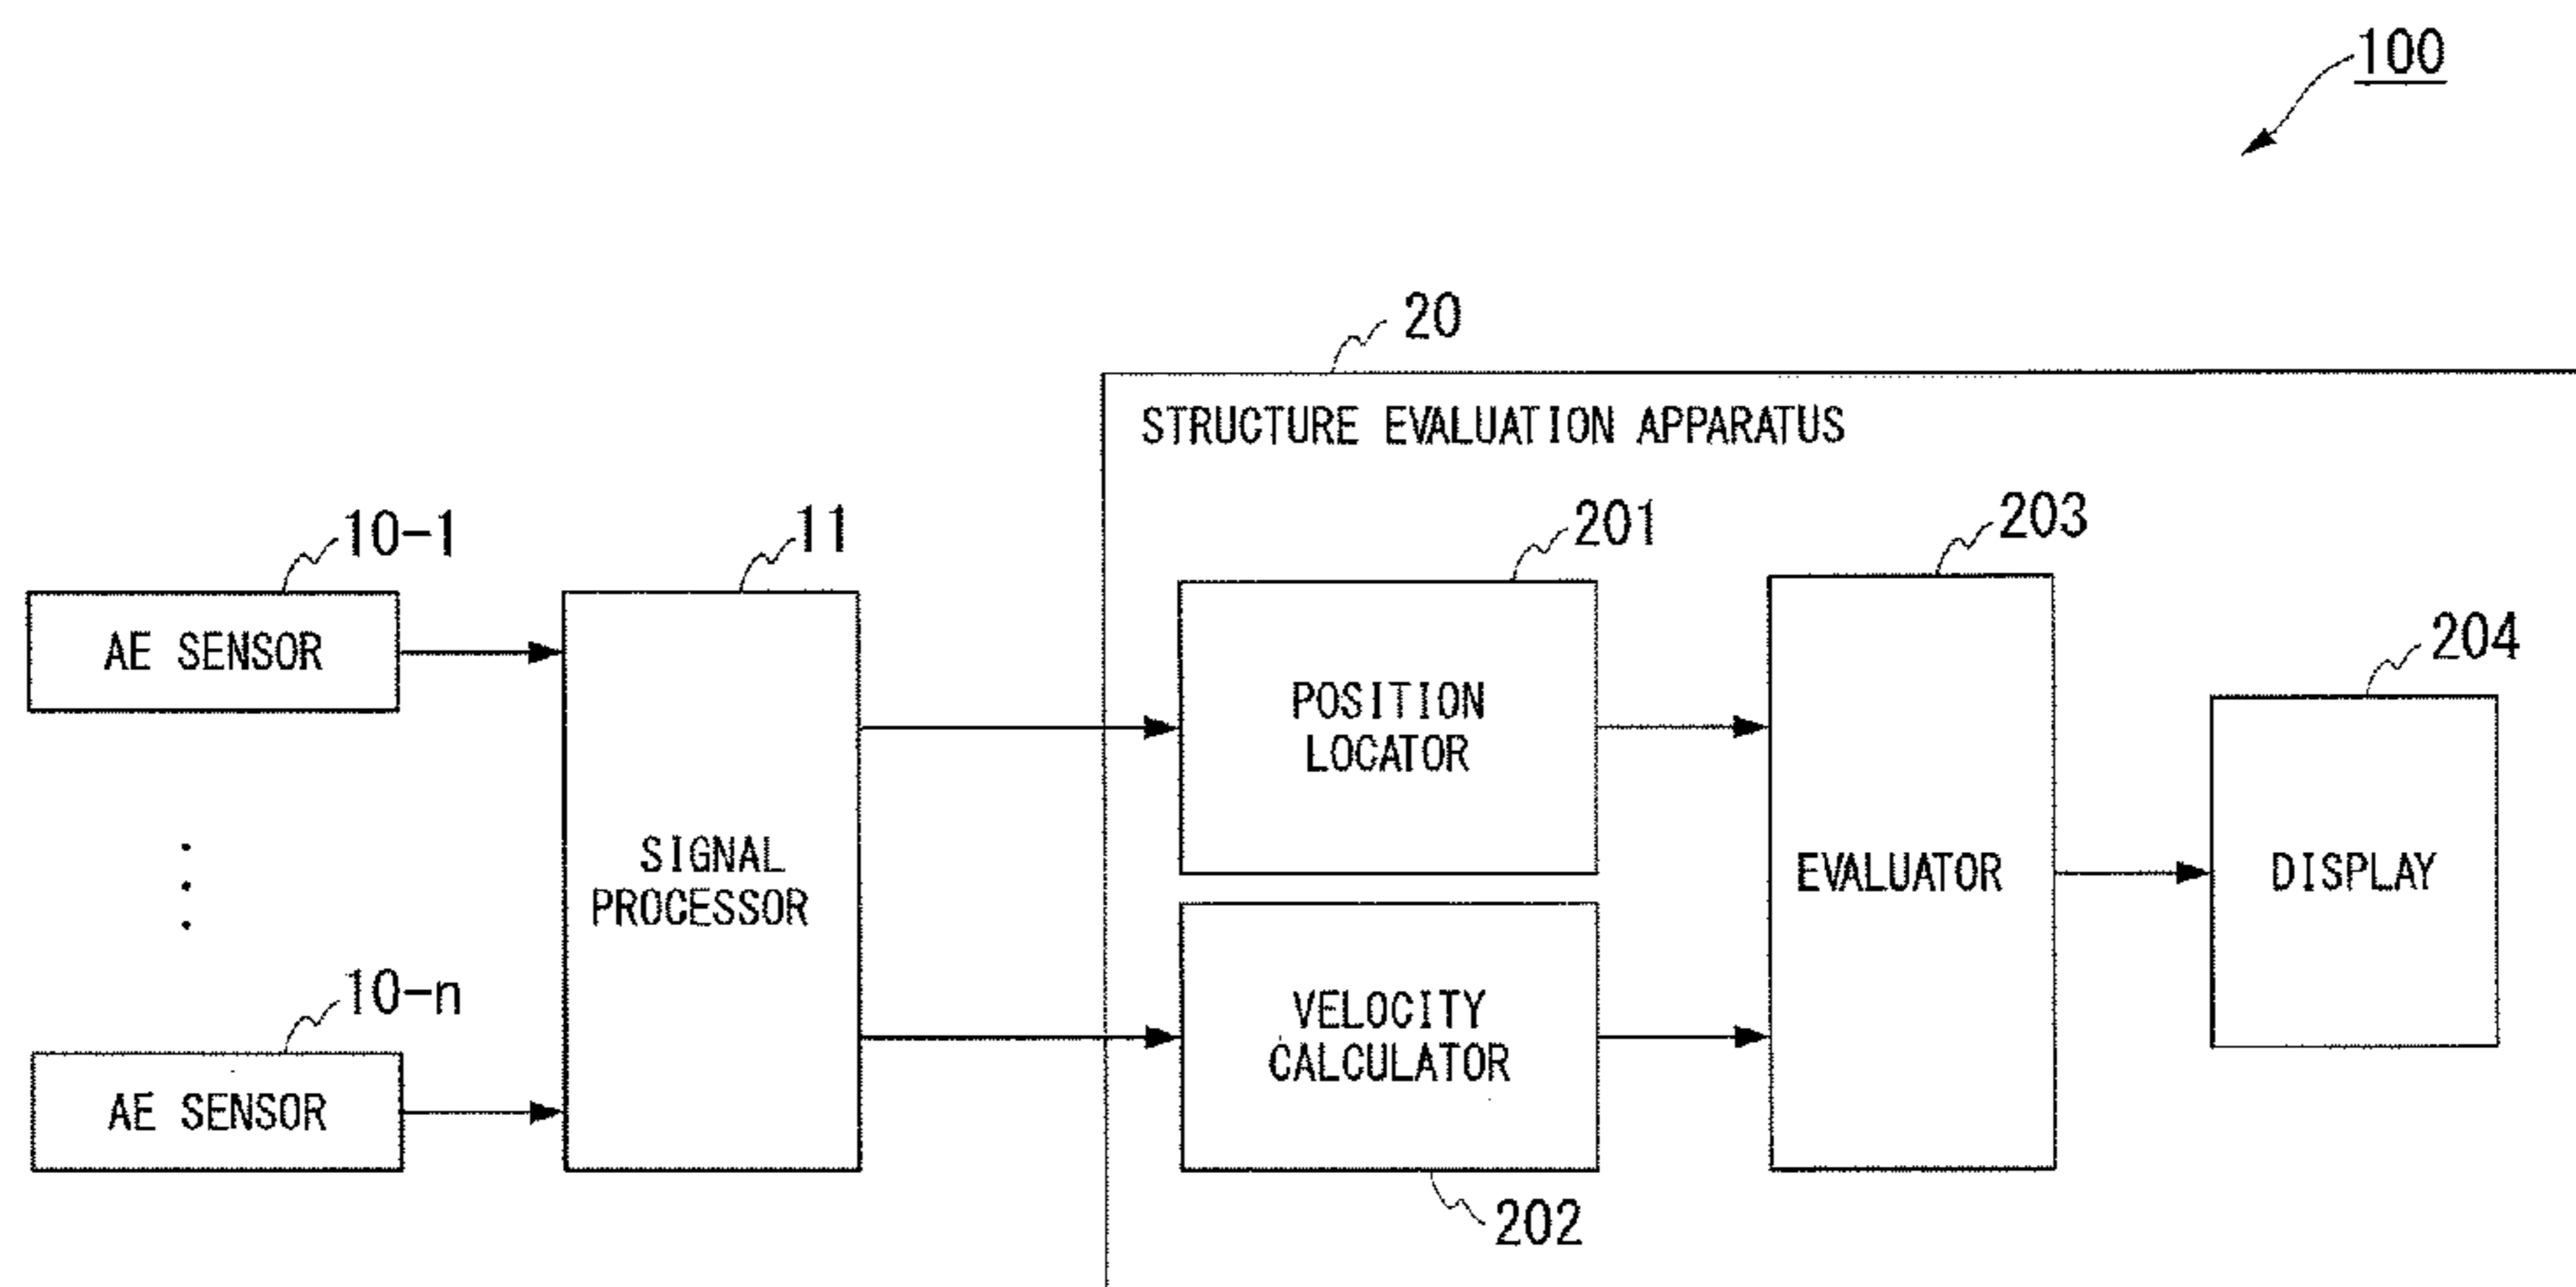 100
20
STRUCTURE EVALUATION APPARATUS
10-1
11
201
203
AE SENSOR
204
POSITION
LOCATOR
SIGNAL
PROCESSOR
EVALUATOR
DISPLAY
10-n
VELOCITY
CALCULATOR
AE SENSOR
202